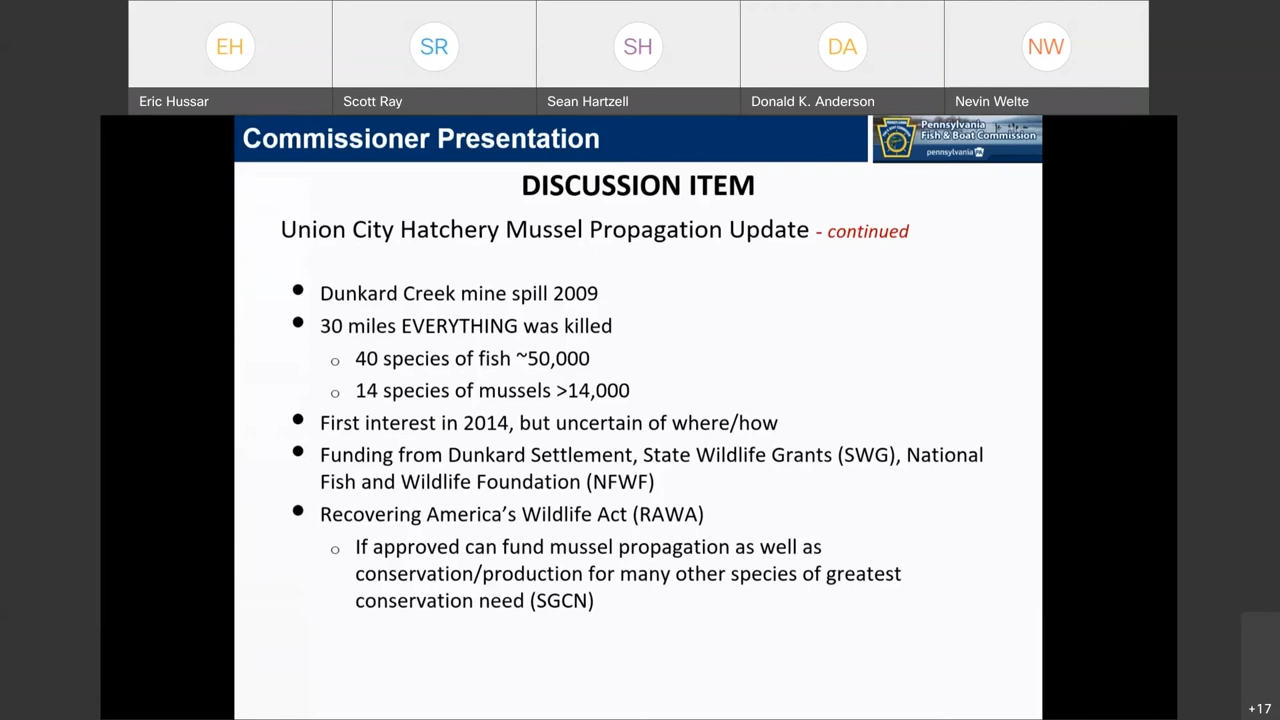 EH
SR
SH
DA
NW
Eric Hussar
Scott Ray
Sean Hartzell
Donald K. Anderson
Nevin Welte
Commissioner Presentation
Pennsylvania
Fish & Boat Commission
pennsylvania PA
DISCUSSION ITEM
Union City Hatchery Mussel Propagation Update - continued
• Dunkard Creek mine spill 2009
• 30 miles EVERYTHING was killed
o 40 species of fish ~50,000
o 14 species of mussels >14,000
• First interest in 2014, but uncertain of where/how
• Funding from Dunkard Settlement, State Wildlife Grants (SWG), National
Fish and Wildlife Foundation (NFWF)
• Recovering America’s Wildlife Act (RAWA)
o If approved can fund mussel propagation as well as
conservation/production for many other species of greatest
conservation need (SGCN)
+17